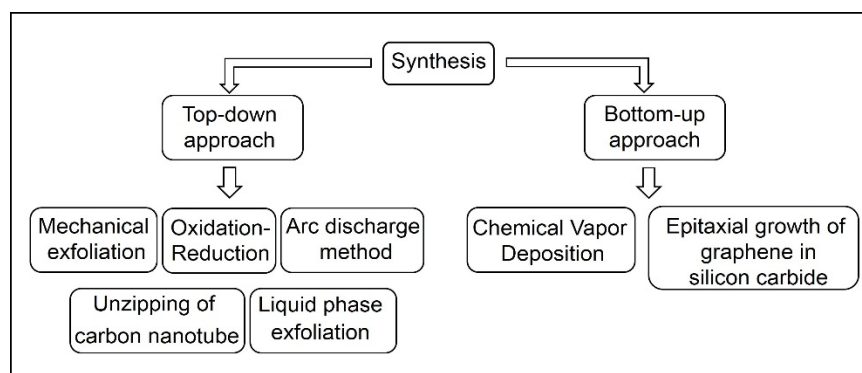 Synthesis
Top-down
approach
Bottom-up
approach
Mechanical
exfoliation
Oxidation-
Reduction
Arc discharge
method
Chemical Vapor
Deposition
Epitaxial growth of
graphene in
silicon carbide
Unzipping of
carbon nanotube
Liquid phase
exfoliation